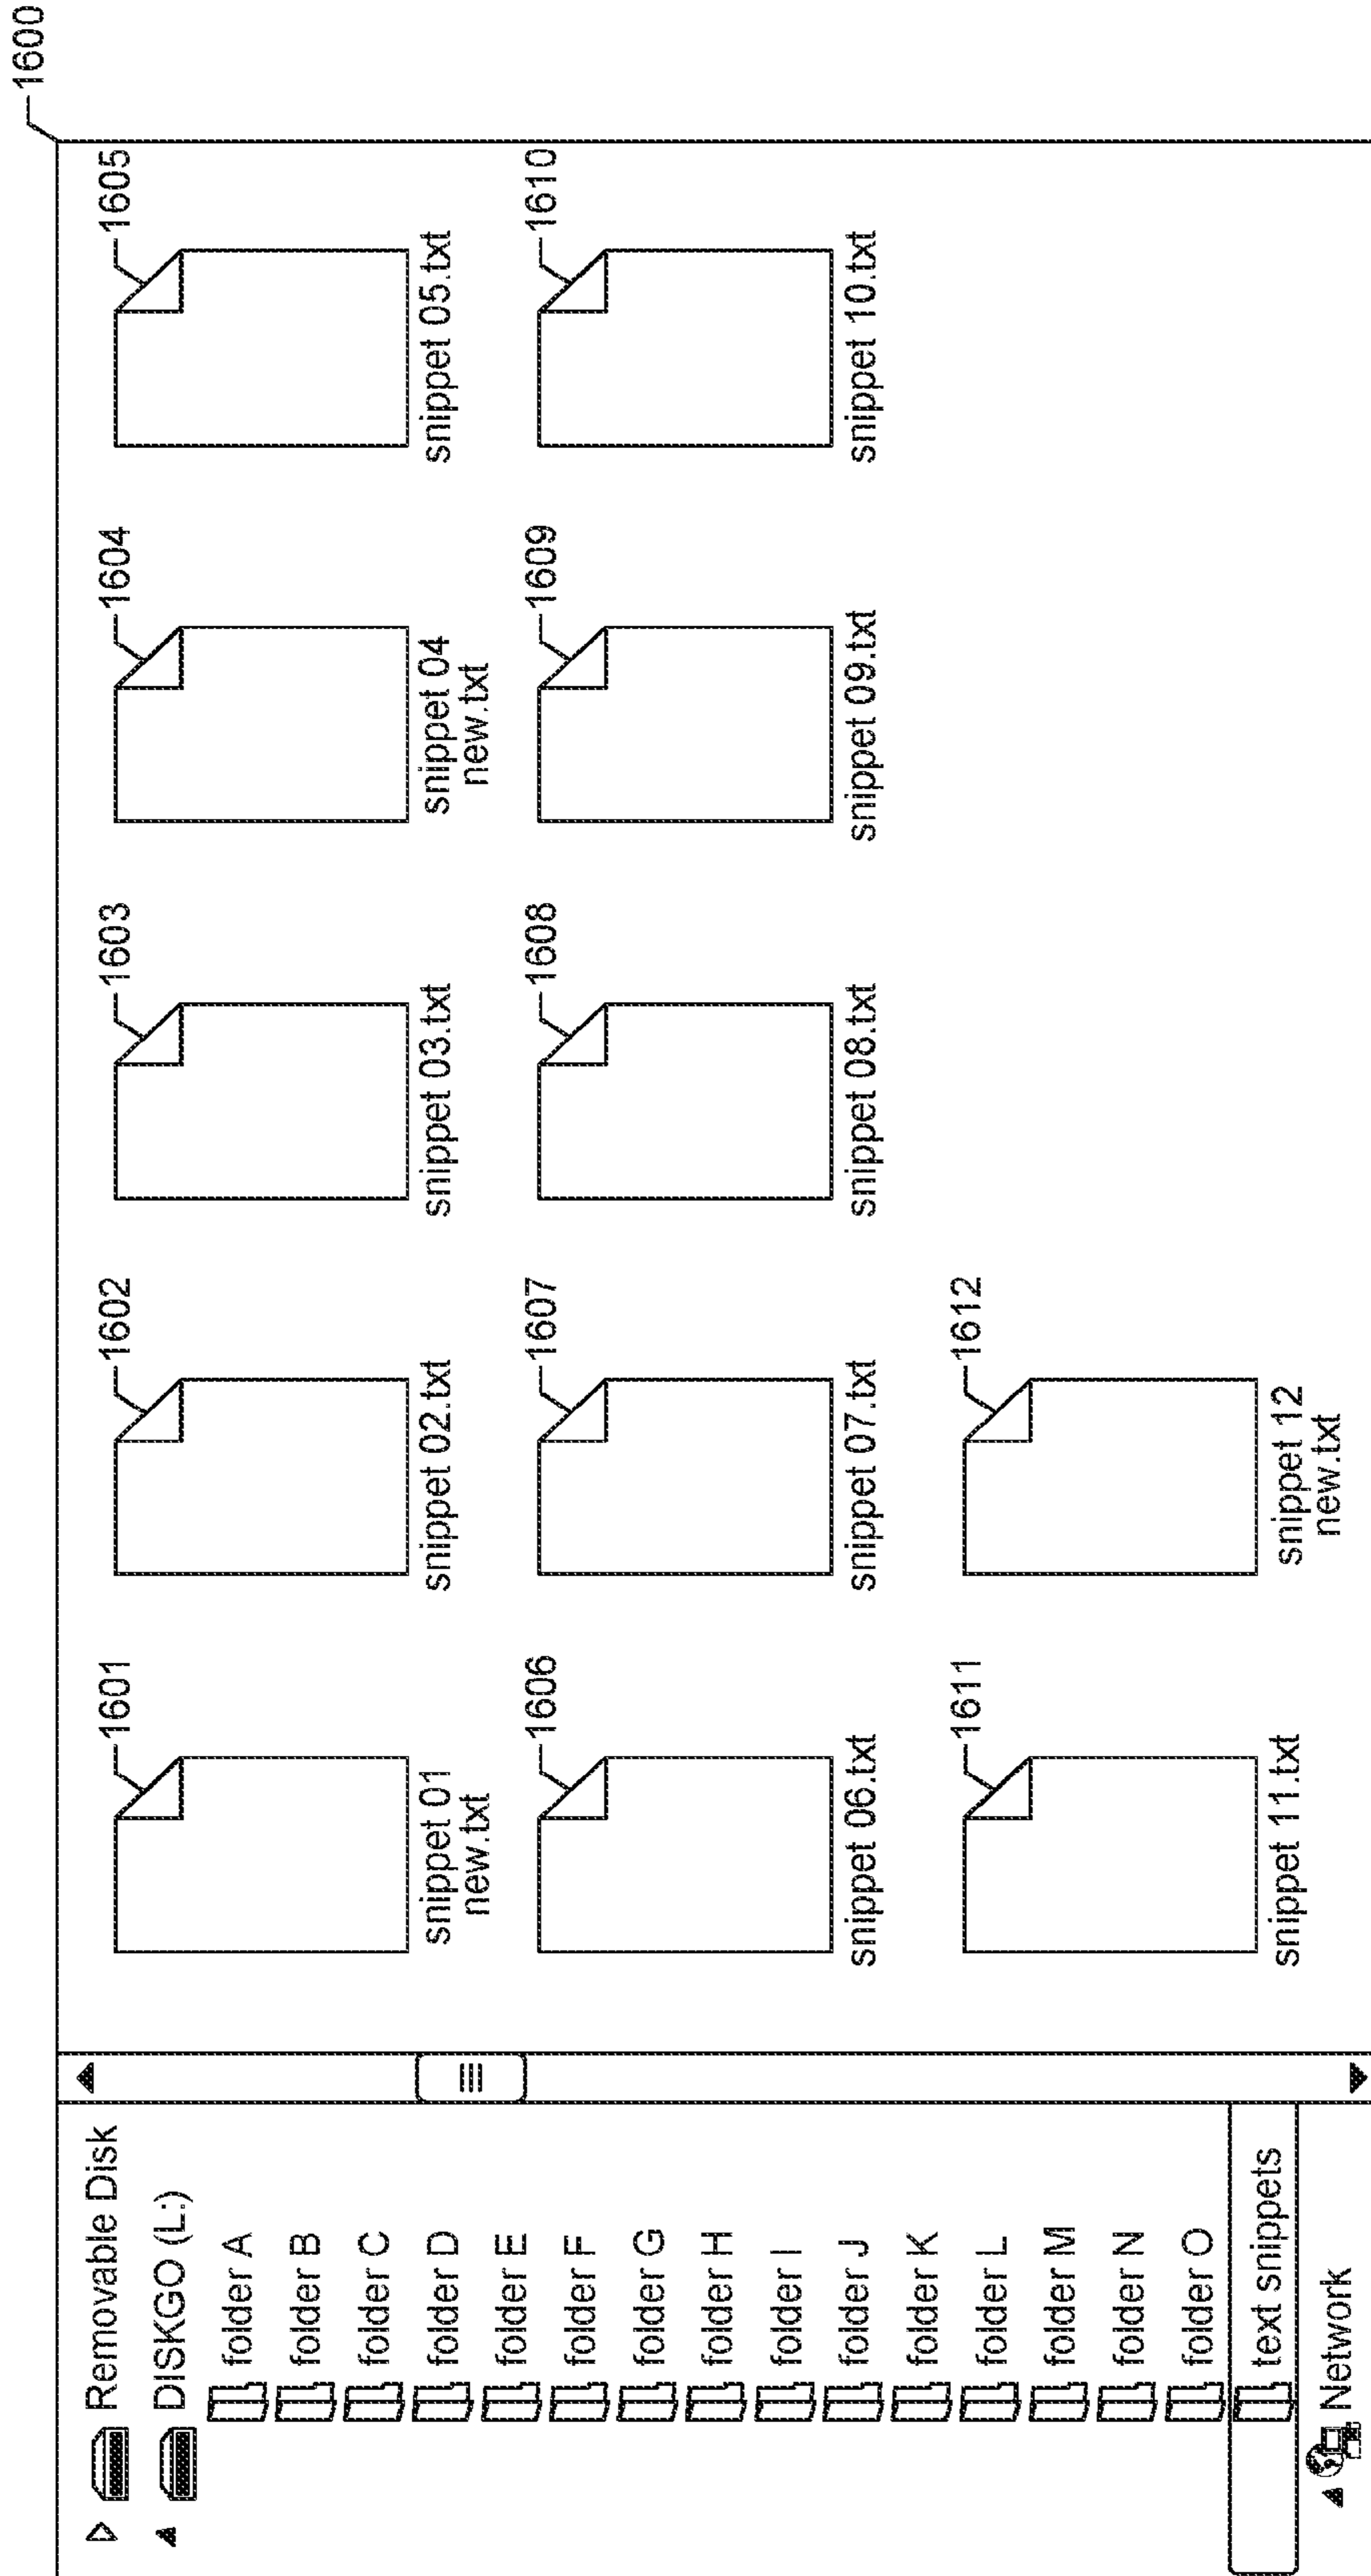 1600
Removable Disk
DISKGO (L:)
folder A
folder B
folder C
folder D
folder E
folder F
folder G
folder H
folder I
folder J
folder K
folder L
folder M
folder N
folder O
text snippets
Network
1601
1602
1603
1604
1605
snippet 01
new.txt
snippet 02.txt
snippet 03.txt
snippet 04
new.txt
snippet 05.txt
1606
1607
1608
1609
1610
snippet 06.txt
snippet 07.txt
snippet 08.txt
snippet 09.txt
snippet 10.txt
1611
1612
snippet 11.txt
snippet 12
new.txt